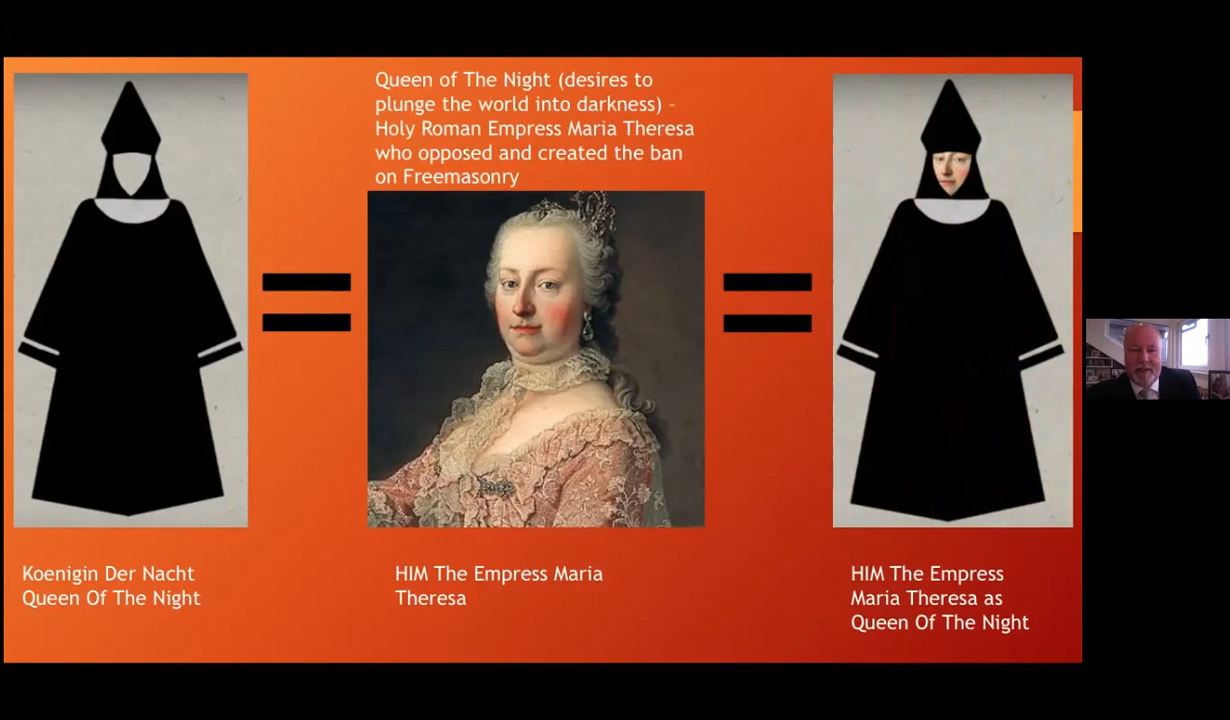 Queen of The Night (desires to
plunge the world into darkness) –
Holy Roman Empress Maria Theresa
who opposed and created the ban
on Freemasonry
Koenigin Der Nacht
Queen Of The Night
HIM The Empress Maria
Theresa
HIM The Empress
Maria Theresa as
Queen Of The Night